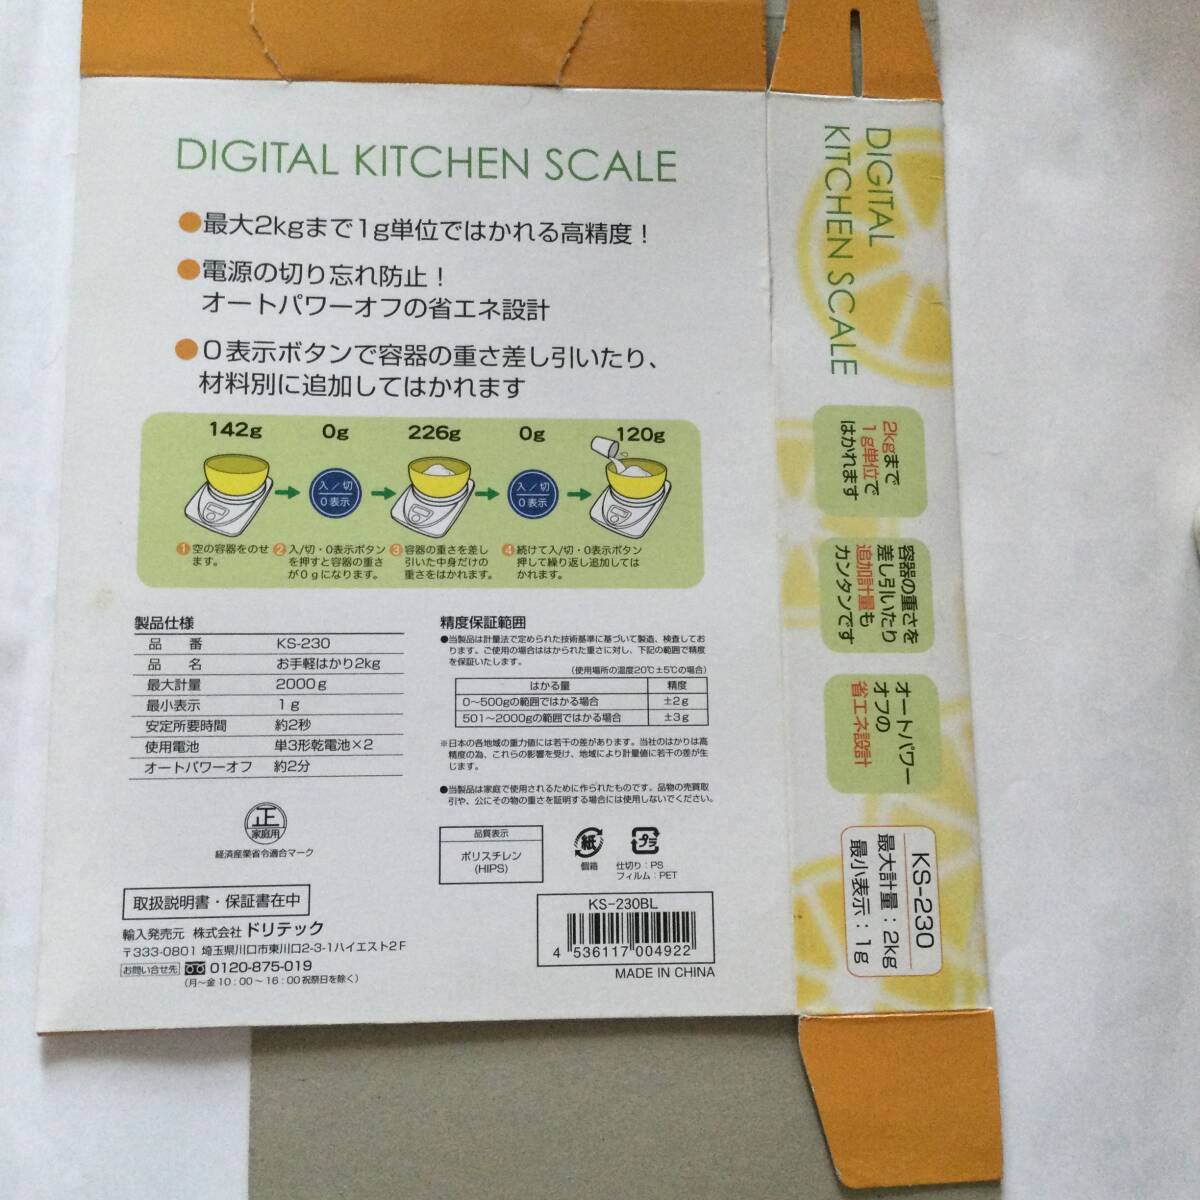 DIGITAL KITCHEN SCALE
●最大2kgまで1g単位ではかれる高精度！
●電源の切り忘れ防止！
オートパワーオフの省エネ設計
●0表示ボタンで容器の重さ差し引いたり、
材料別に追加してはかれます
142g 0g 226g 0g 120g
入／切
0表示
入／切
0表示
①空の容器をのせ
ます。
②入/切・0表示ボタン
を押すと容器の重さ
が0gになります。
③容器の重さを差し
引いた中身だけの
重さをはかれます。
④続けて入/切・0表示ボタン
押して繰り返し追加しては
かれます。
製品仕様
品番 KS-230
品名 お手軽はかり2kg
最大計量 2000g
最小表示 1g
安定所要時間 約2秒
使用電池 単3形乾電池×2
オートパワーオフ 約2分
正
家庭用
経済産業省令適合マーク
取扱説明書・保証書在中
輸入発売元 株式会社 ドリテック
〒333-0801 埼玉県川口市東川口2-3-1ハイエスト2F
お問い合せ先 0120-875-019
（月〜金10：00〜16：00祝祭日を除く）
精度保証範囲
●当製品は計量法で定められた技術基準に基づいて製造、検査してお
ります。ご使用の場合ははかられた重さに対し、下記の範囲で精度
を保証いたします。
（使用場所の温度20℃±5℃の場合）
はかる量 精度
0〜500gの範囲ではかる場合 ±2g
501〜2000gの範囲ではかる場合 ±3g
※日本の各地域の重力値には若干の差があります。当社のはかりは高
精度の為、これらの影響を受け、地域により計量値に若干の差が生
じます。
●当製品は家庭で使用されるために作られたものです。品物の売買取
引や、公にその物の重さを証明する場合には使用しないでください。
品質表示
ポリスチレン
(HIPS)
紙
個箱
プラ
仕切り：PS
フィルム：PET
KS-230BL
4 536117 004922
MADE IN CHINA
DIGITAL
KITCHEN SCALE
2kgまで
1g単位で
はかれます
容器の重さを
差し引いたり
追加計量も
カンタンです
オートパワー
オフの
省エネ設計
KS-230
最大計量：2kg
最小表示：1g